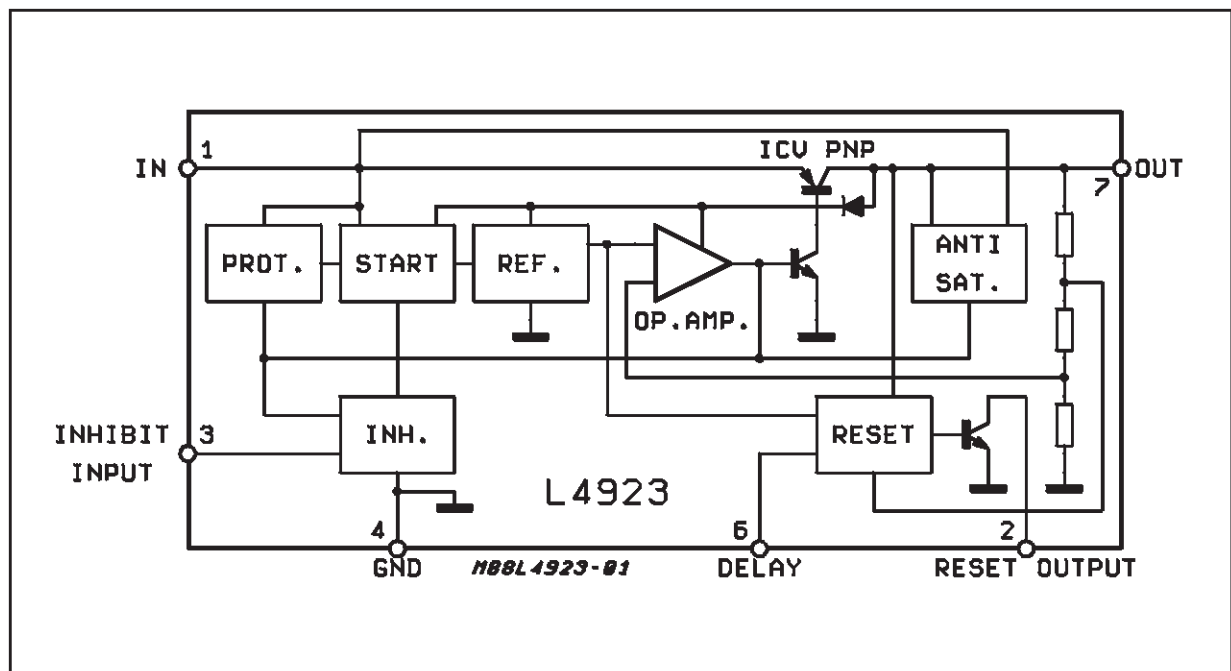 ICV PNP
IN
1
7
OUT
PROT.
START
REF.
OP.AMP.
ANTI
SAT.
INHIBIT
INPUT
3
INH.
RESET
L4923
4
GND
M88L4923-01
6
DELAY
2
RESET OUTPUT